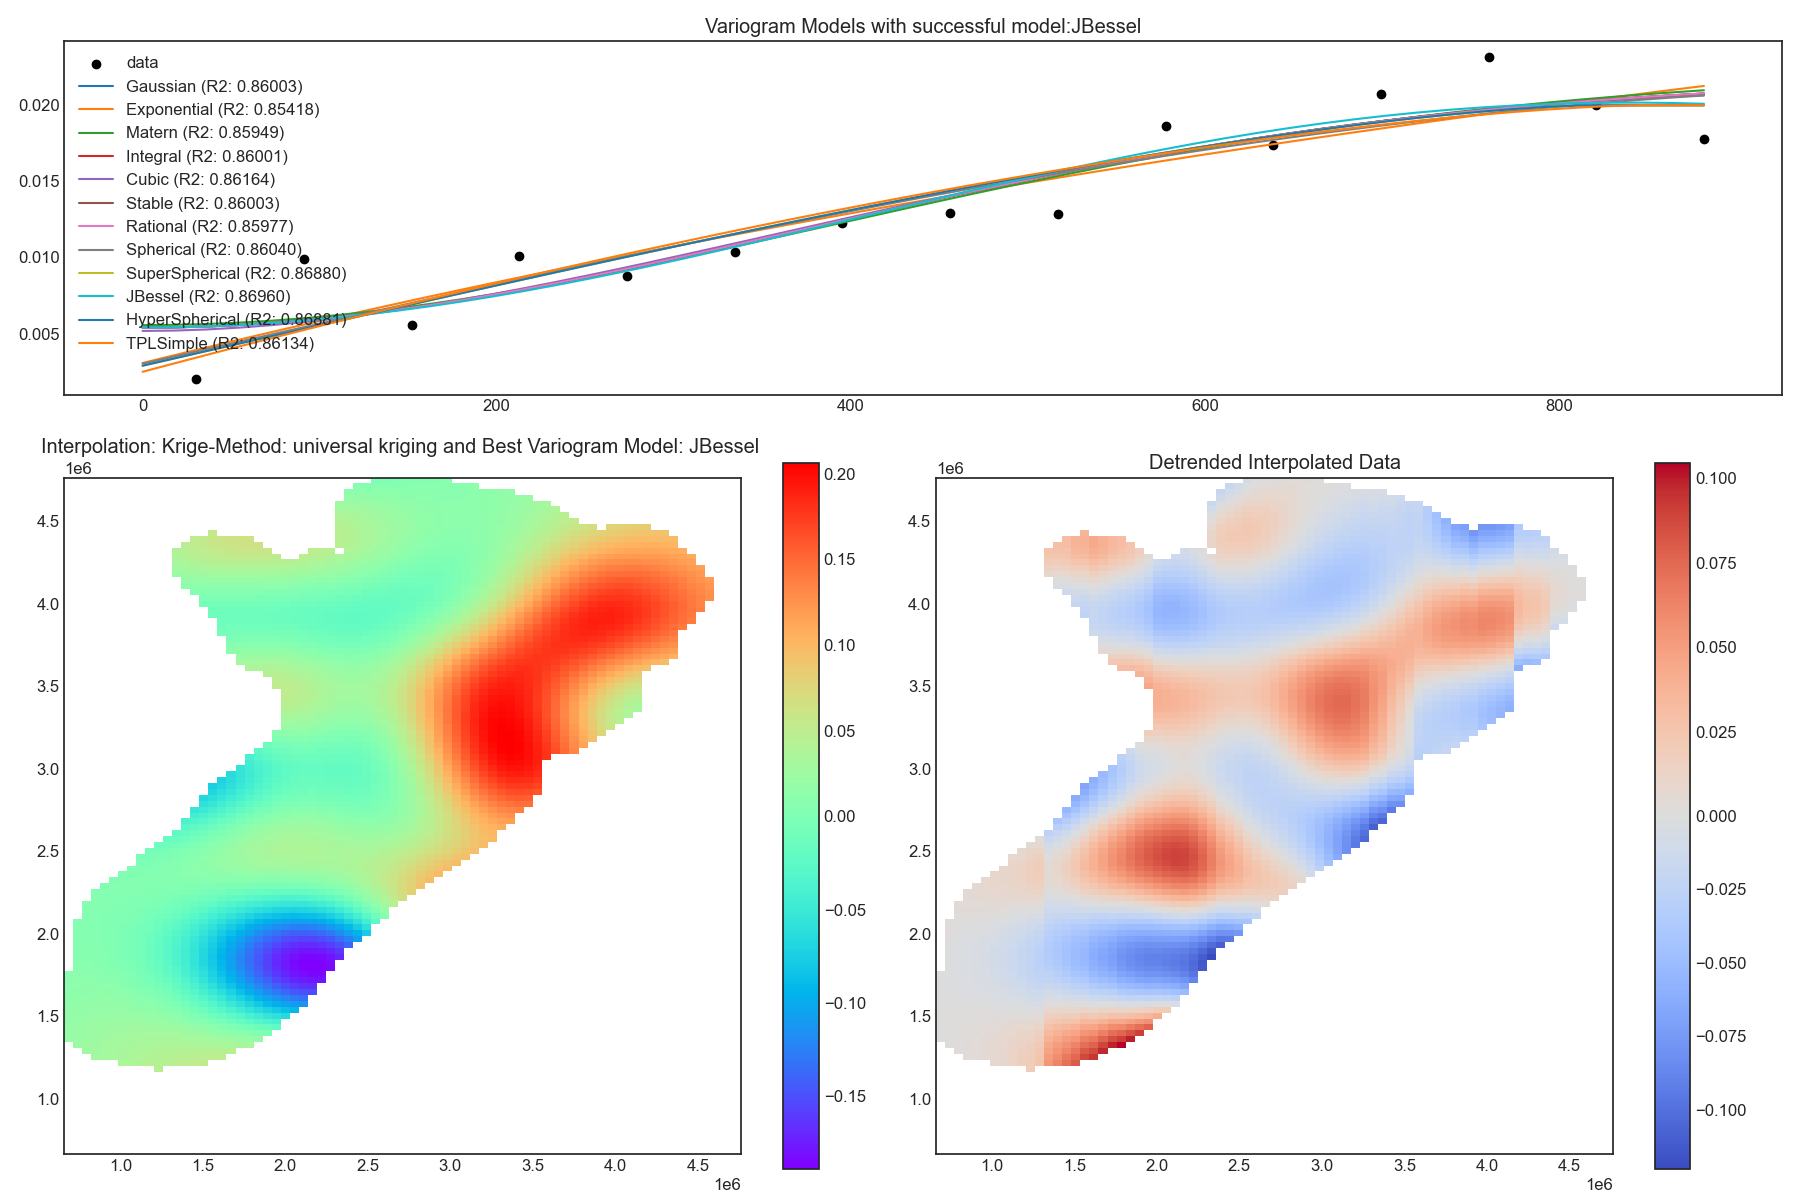 Variogram Models with successful model:JBessel
data
Gaussian (R2: 0.86003)
Exponential (R2: 0.85418)
Matern (R2: 0.85949)
Integral (R2: 0.86001)
Cubic (R2: 0.86164)
Stable (R2: 0.86003)
Rational (R2: 0.85977)
Spherical (R2: 0.86040)
SuperSpherical (R2: 0.86880)
JBessel (R2: 0.86960)
HyperSpherical (R2: 0.86881)
TPLSimple (R2: 0.86134)
0.020
0.015
0.010
0.005
0 200 400 600 800
Interpolation: Krige-Method: universal kriging and Best Variogram Model: JBessel
1e6
4.5
4.0
3.5
3.0
2.5
2.0
1.5
1.0
1.0 1.5 2.0 2.5 3.0 3.5 4.0 4.5
1e6
0.20
0.15
0.10
0.05
0.00
−0.05
−0.10
−0.15
Detrended Interpolated Data
1e6
4.5
4.0
3.5
3.0
2.5
2.0
1.5
1.0
1.0 1.5 2.0 2.5 3.0 3.5 4.0 4.5
1e6
0.100
0.075
0.050
0.025
0.000
−0.025
−0.050
−0.075
−0.100